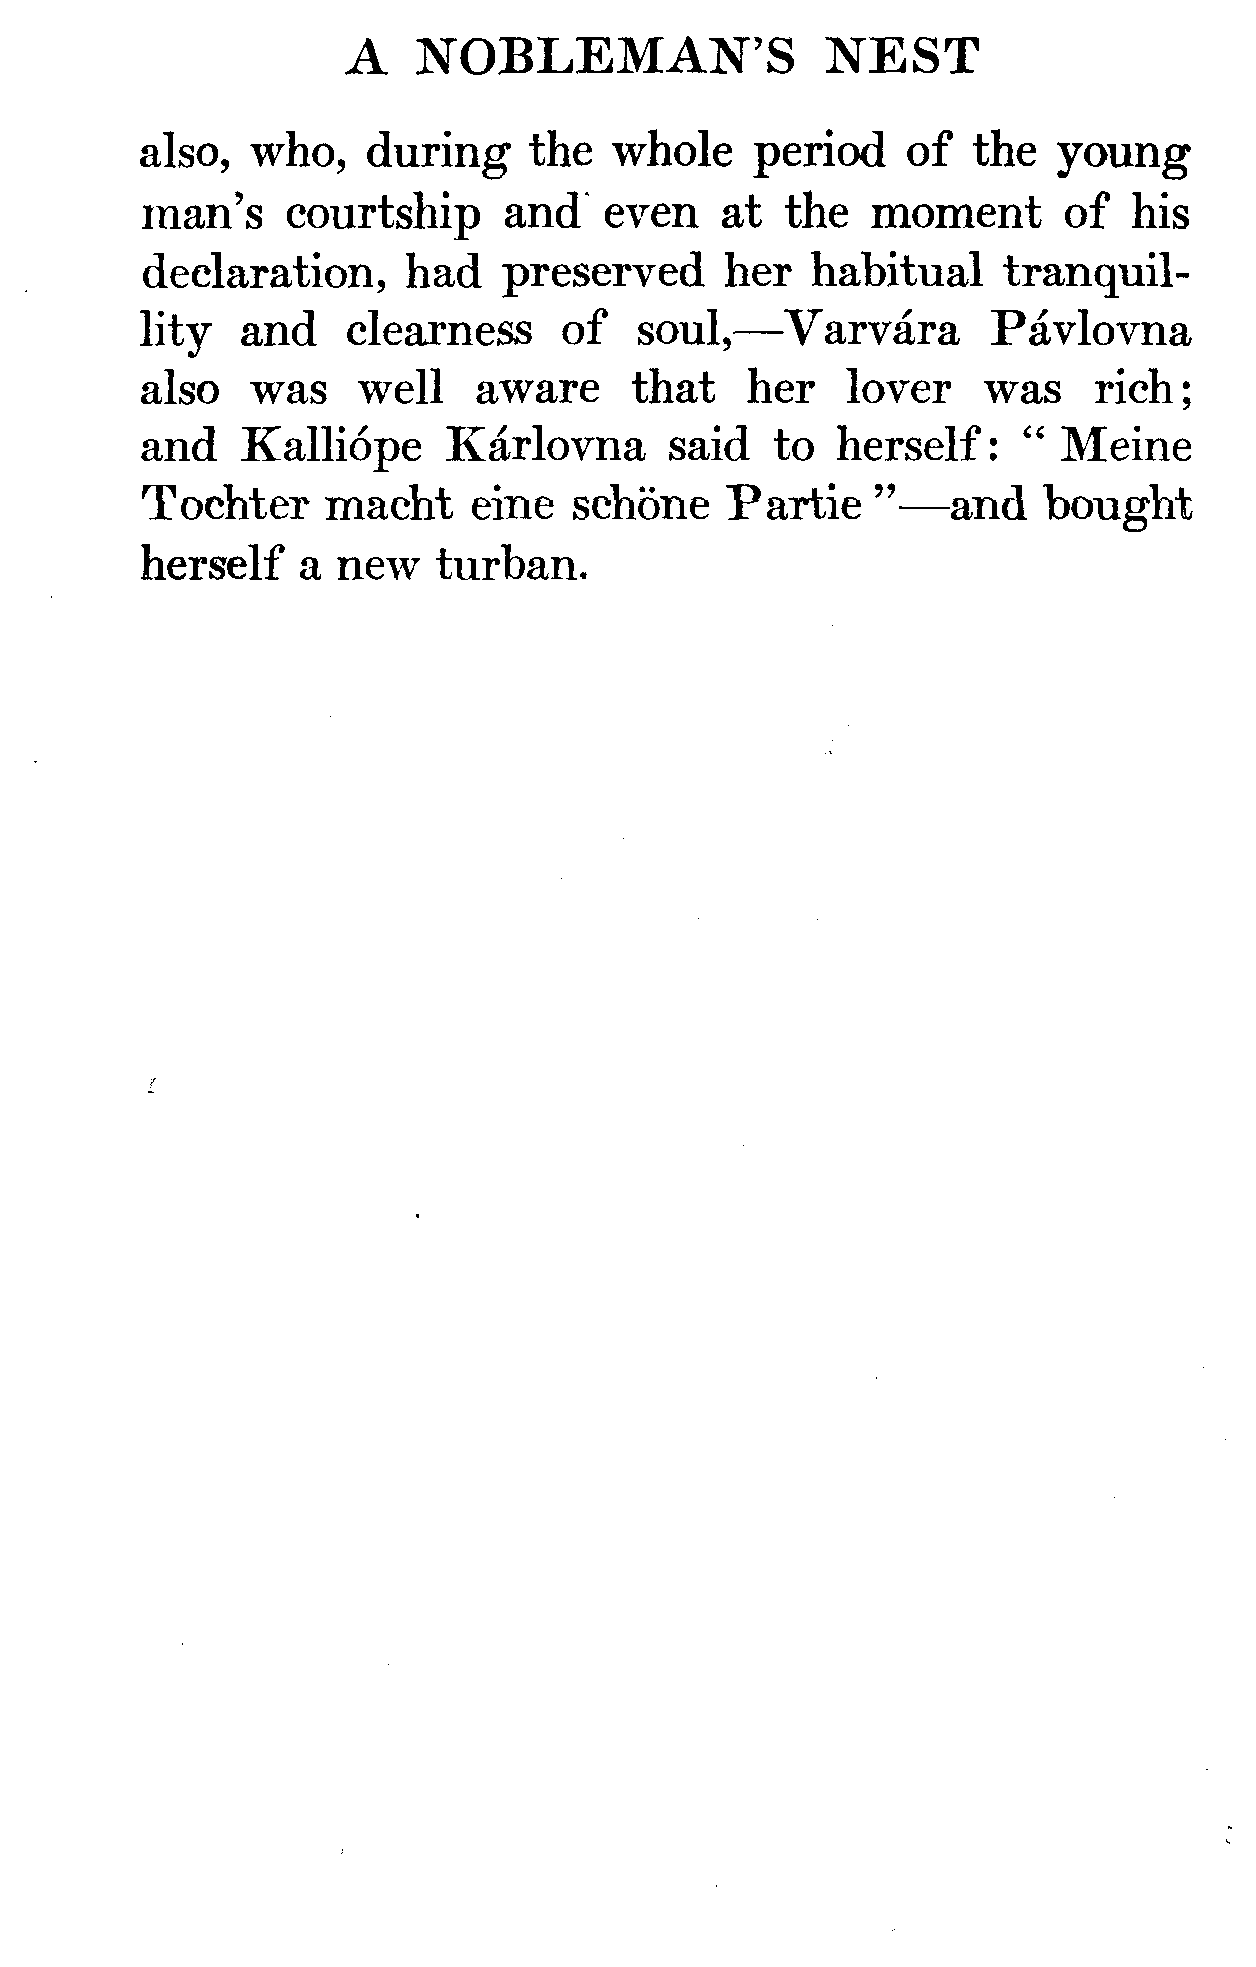 A NOBLEMAN'S NEST
also, who, during the whole period of the young
man's courtship and even at the moment of his
declaration, had preserved her habitual tranquil-
lity and clearness of soul,—Varvára Pávlovna
also was well aware that her lover was rich;
and Kalliópe Kárlovna said to herself: “ Meine
Tochter macht eine schöne Partie ”—and bought
herself a new turban.